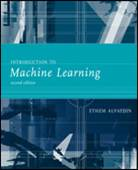 INTRODUCTION TO
Machine Learning
second edition
ETHEM ALPAYDIN